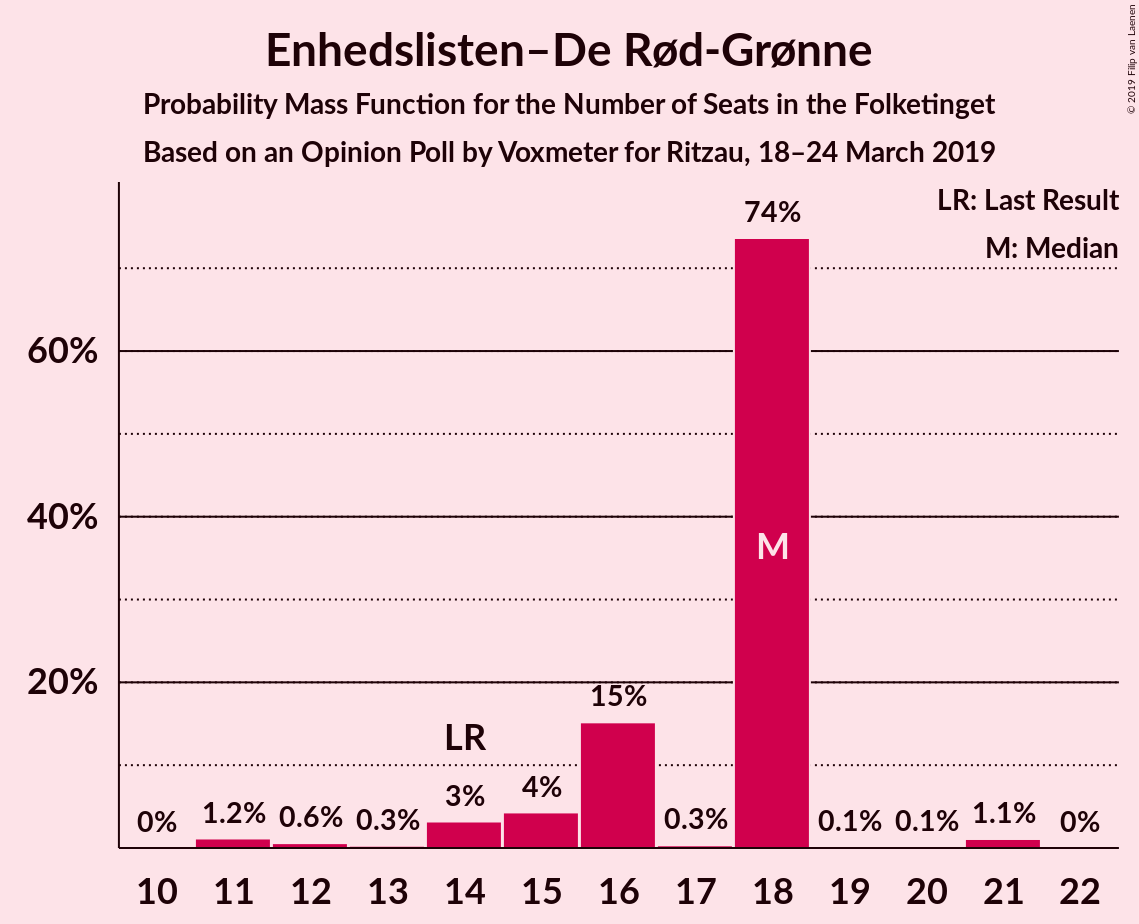 Enhedslisten–De Rød-Grønne
Probability Mass Function for the Number of Seats in the Folketinget
Based on an Opinion Poll by Voxmeter for Ritzau, 18–24 March 2019
© 2019 Filip van Laenen
LR: Last Result
M: Median
74%
60%
40%
M
20%
15%
LR
3%
4%
0%
1.2%
0.6%
0.3%
0.3%
0.1%
0.1%
1.1%
0%
10 11 12 13 14 15 16 17 18 19 20 21 22